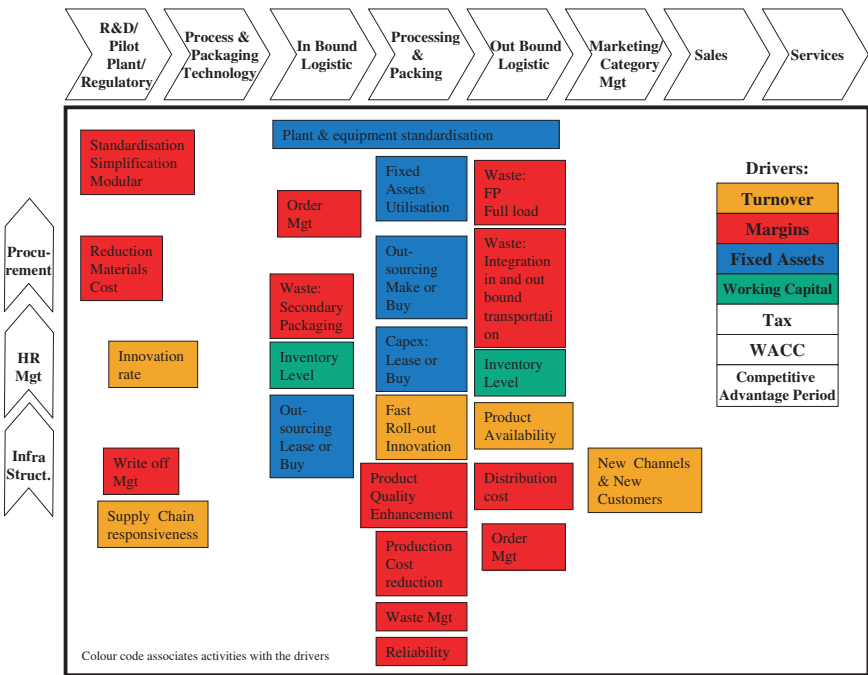 R&D/
Pilot
Plant/
Regulatory
Process &
Packaging
Technology
In Bound
Logistic
Processing
&
Packing
Out Bound
Logistic
Marketing/
Category
Mgt
Sales
Services
Procu-
rement
HR
Mgt
Infra
Struct.
Standardisation
Simplification
Modular
Reduction
Materials
Cost
Innovation
rate
Write off
Mgt
Supply Chain
responsiveness
Plant & equipment standardisation
Order
Mgt
Waste:
Secondary
Packaging
Inventory
Level
Out-
sourcing
Lease or
Buy
Fixed
Assets
Utilisation
Out-
sourcing
Make or
Buy
Capex:
Lease or
Buy
Fast
Roll-out
Innovation
Product
Quality
Enhancement
Production
Cost
reduction
Waste Mgt
Reliability
Waste:
FP
Full load
Waste:
Integration
in and out
bound
transportati
on
Inventory
Level
Product
Availability
Distribution
cost
Order
Mgt
New Channels
& New
Customers
Drivers:
Turnover
Margins
Fixed Assets
Working Capital
Tax
WACC
Competitive
Advantage Period
Colour code associates activities with the drivers